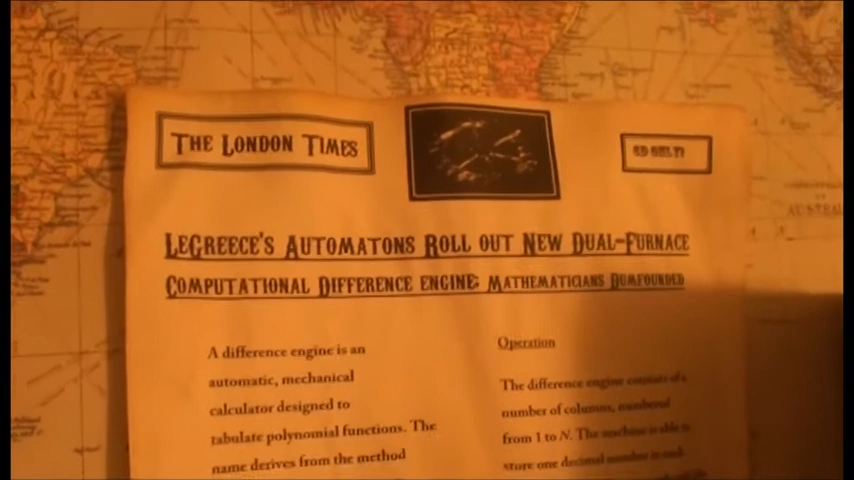 The London Times
LeGreece's Automatons Roll out New Dual-Furnace
Computational Difference Engine; Mathematicians Dumfounded
A difference engine is an
automatic, mechanical
calculator designed to
tabulate polynomial functions. The
name derives from the method
Operation
The difference engine consists of a
number of columns, numbered
from 1 to N. The machine is able to
store one decimal number in each
AUSTRAL